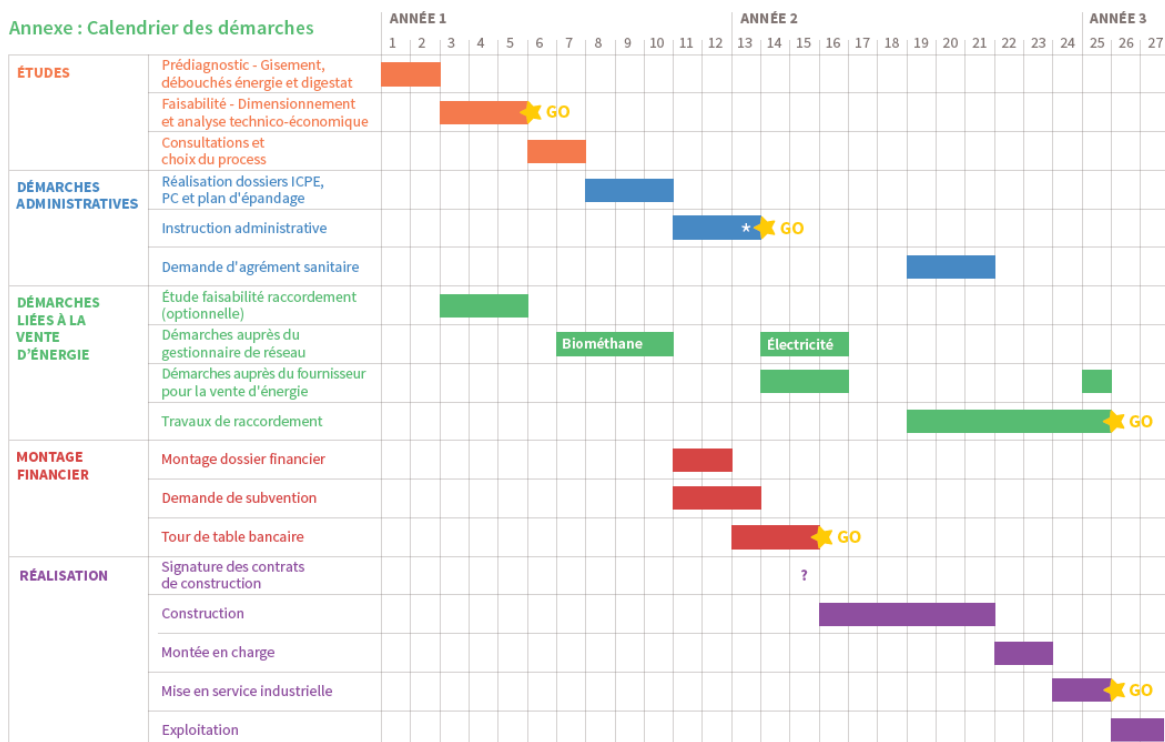 Annexe : Calendrier des démarches
ANNÉE 1 ANNÉE 2 ANNÉE 3
1 2 3 4 5 6 7 8 9 10 11 12 13 14 15 16 17 18 19 20 21 22 23 24 25 26 27
ÉTUDES
Prédiagnostic - Gisement,
débouchés énergie et digestat
Faisabilité - Dimensionnement
et analyse technico-économique
GO
Consultations et
choix du process
DÉMARCHES
ADMINISTRATIVES
Réalisation dossiers ICPE,
PC et plan d'épandage
Instruction administrative
* GO
Demande d'agrément sanitaire
DÉMARCHES
LIÉES À LA
VENTE
D'ÉNERGIE
Étude faisabilité raccordement
(optionnelle)
Démarches auprès du
gestionnaire de réseau
Biométhane Électricité
Démarches auprès du fournisseur
pour la vente d'énergie
Travaux de raccordement
GO
MONTAGE
FINANCIER
Montage dossier financier
Demande de subvention
Tour de table bancaire
GO
RÉALISATION
Signature des contrats
de construction
?
Construction
Montée en charge
Mise en service industrielle
GO
Exploitation